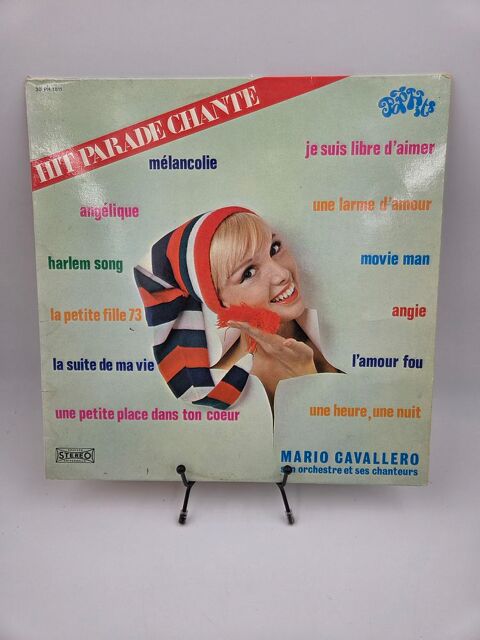 HIT PARADE CHANTE
mélancolie
angélique
harlem song
la petite fille 73
la suite de ma vie
une petite place dans ton coeur
je suis libre d'aimer
une larme d'amour
movie man
angie
l'amour fou
une heure, une nuit
STEREO
MARIO CAVALLERO
son orchestre et ses chanteurs